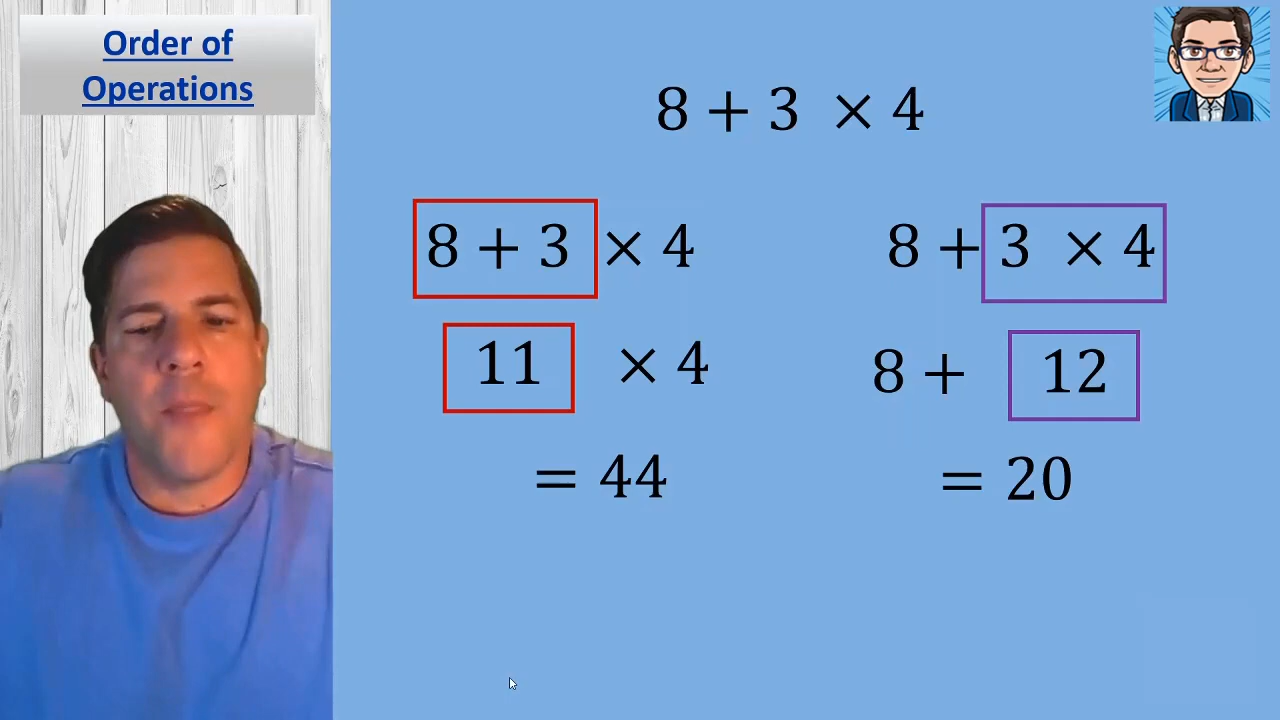 Order of
Operations
8 + 3 × 4
8 + 3 × 4
11 × 4
= 44
8 + 3 × 4
8 + 12
= 20